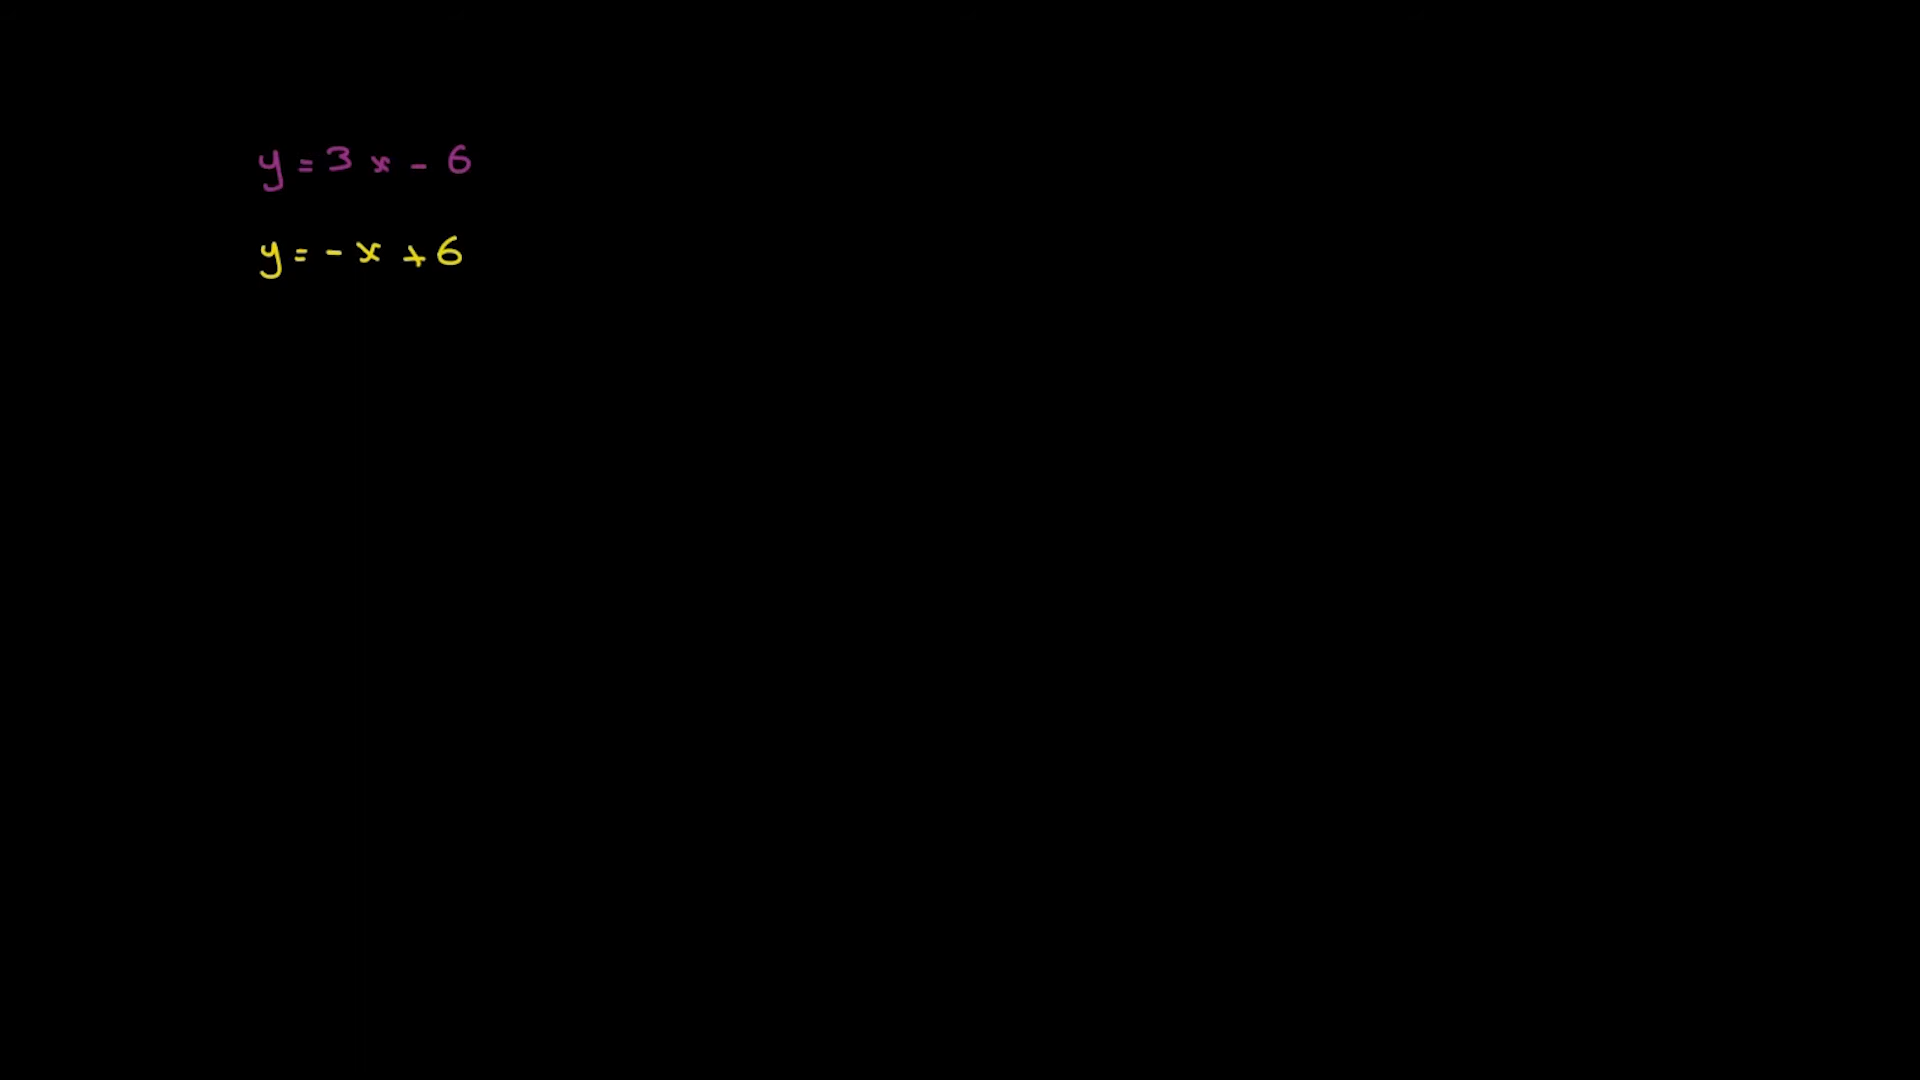 y = 3x - 6
y = -x + 6